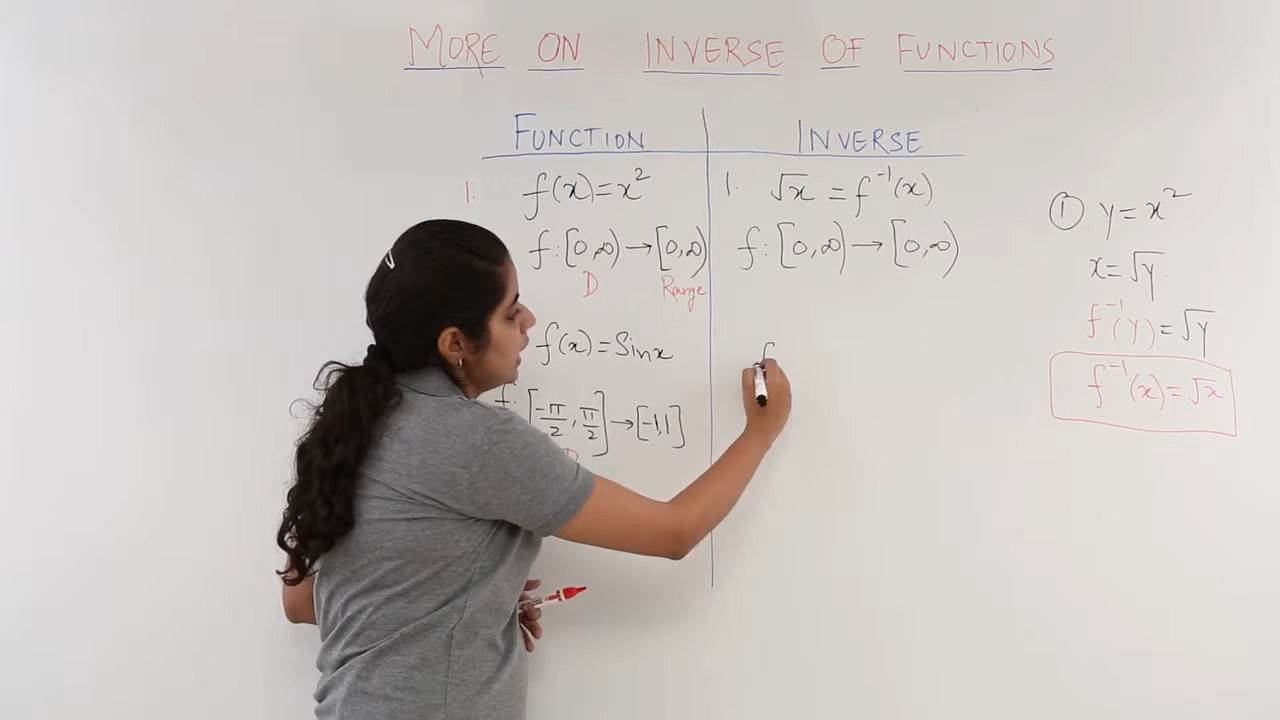 MORE ON INVERSE OF FUNCTIONS
FUNCTION
1. f(x)=x²
f:[0,∞)→[0,∞)
D Range
f(x)=Sinx
f:[-π/2,π/2]→[-1,1]
D
INVERSE
1. √x=f⁻¹(x)
f:[0,∞)→[0,∞)
f
① y=x²
x=√y
f⁻¹(y)=√y
f⁻¹(x)=√x